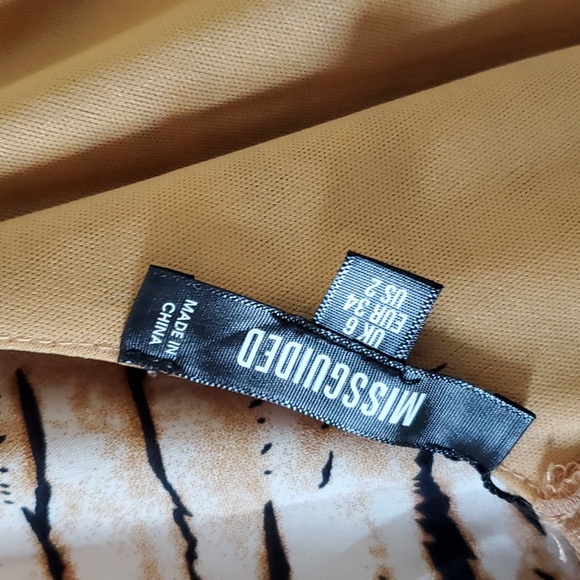 MISSGUIDED
MADE IN
CHINA
UK 6
EUR 34
US 2